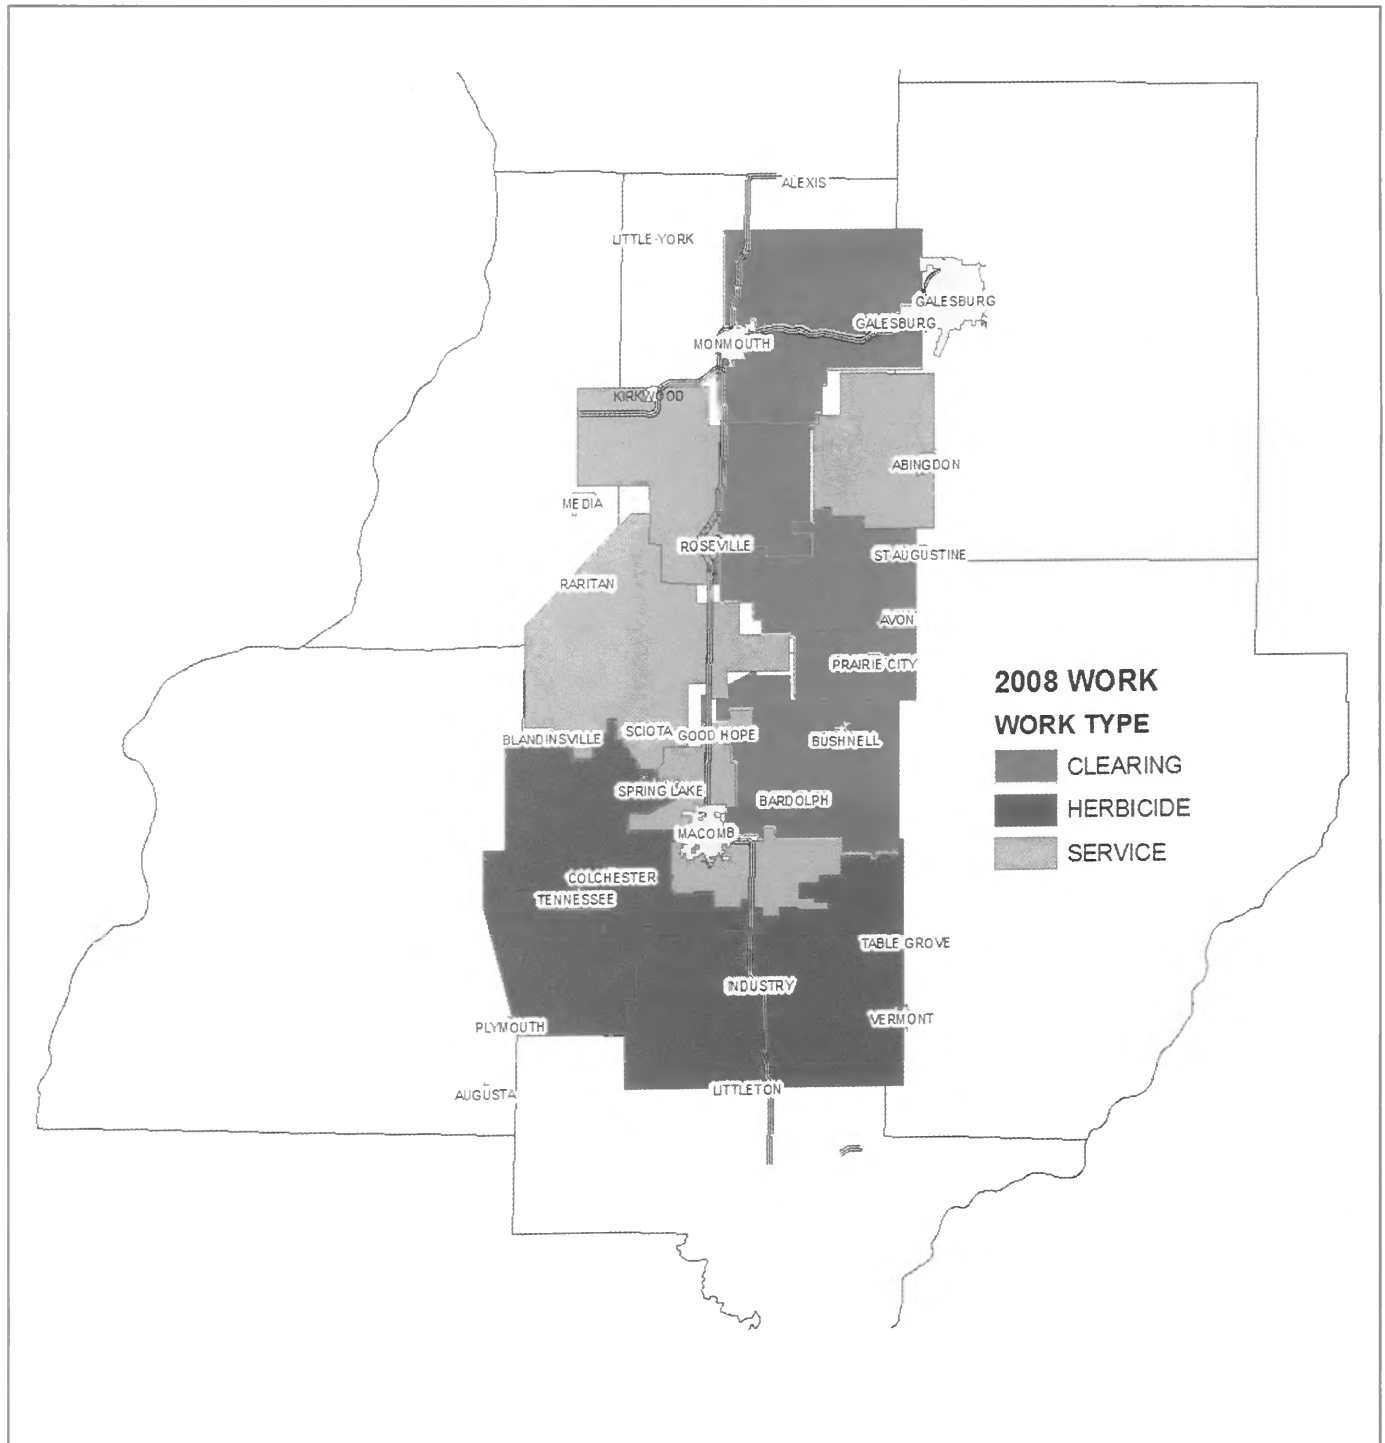 ALEXIS
LITTLE-YORK
GALESBURG
GALESBURG
MONMOUTH
KIRKWOOD
ABINGDON
MEDIA
ROSEVILLE
ST AUGUSTINE
RARITAN
AVON
PRAIRIE CITY
2008 WORK
WORK TYPE
CLEARING
HERBICIDE
SERVICE
BLANDINSVILLE
SCIOTA
GOOD HOPE
BUSHNELL
SPRING LAKE
BARDOLPH
MACOMB
COLCHESTER
TENNESSEE
TABLE GROVE
INDUSTRY
VERMONT
PLYMOUTH
LITTLETON
AUGUSTA